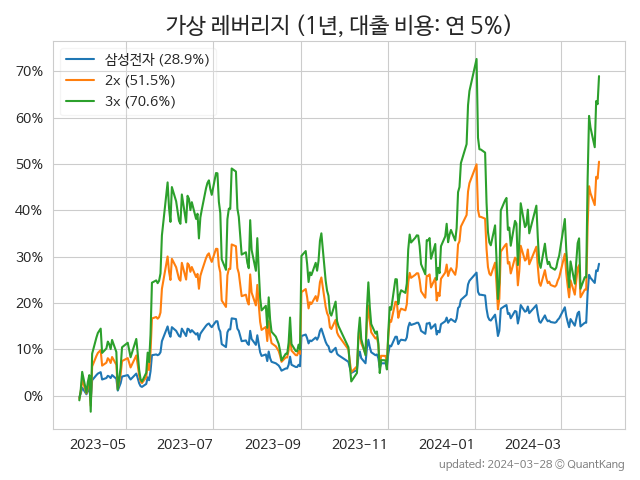 가상 레버리지 (1년, 대출 비용: 연 5%)
삼성전자 (28.9%)
2x (51.5%)
3x (70.6%)
70%
60%
50%
40%
30%
20%
10%
0%
2023-05
2023-07
2023-09
2023-11
2024-01
2024-03
updated: 2024-03-28 © QuantKang